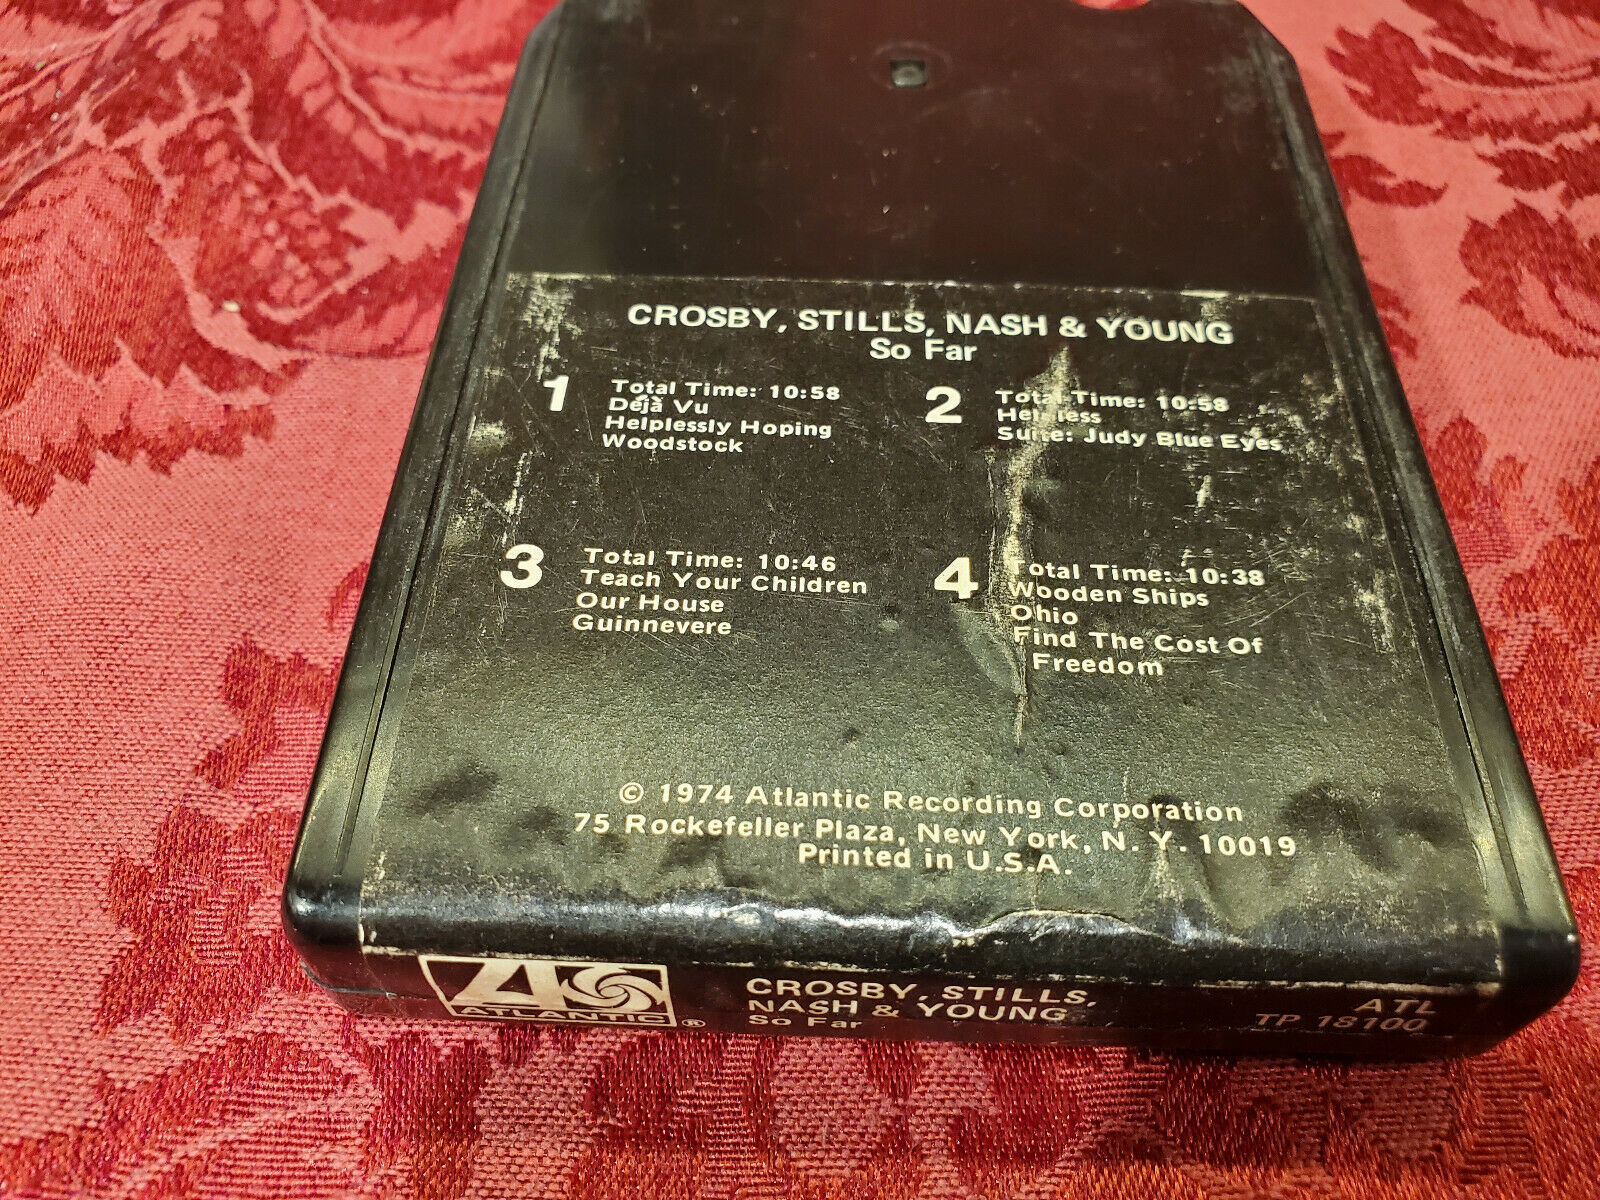 CROSBY, STILLS, NASH & YOUNG
So Far
1
Total Time: 10:58
Déjà Vu
Helplessly Hoping
Woodstock
2
Total Time: 10:58
Suite: Judy Blue Eyes
3
Total Time: 10:46
Teach Your Children
Our House
Guinnevere
4
Total Time: 10:38
Wooden Ships
Ohio
Find The Cost Of
Freedom
© 1974 Atlantic Recording Corporation
75 Rockefeller Plaza, New York, N. Y. 10019
Printed in U.S.A.
ATLANTIC ®
CROSBY, STILLS,
NASH & YOUNG
So Far
ATL
TP 18100